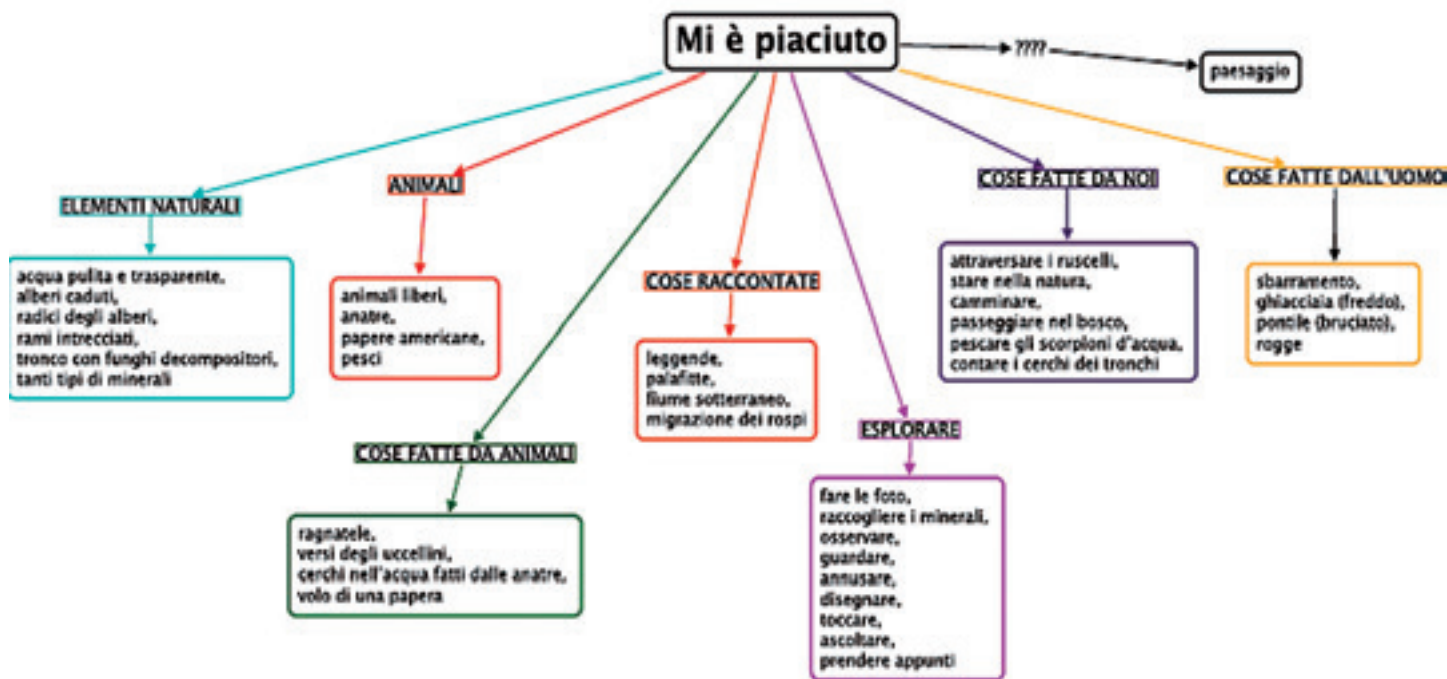 Mi è piaciuto
????
paesaggio
ELEMENTI NATURALI
acqua pulita e trasparente,
alberi caduti,
radici degli alberi,
rami intrecciati,
tronco con funghi decompositori,
tanti tipi di minerali
ANIMALI
animali liberi,
anatre,
papere americane,
pesci
COSE FATTE DA ANIMALI
ragnatele,
versi degli uccellini,
cerchi nell'acqua fatti dalle anatre,
volo di una papera
COSE RACCONTATE
leggende,
palafitte,
fiume sotterraneo,
migrazione dei rospi
ESPLORARE
fare le foto,
raccogliere i minerali,
osservare,
guardare,
annusare,
disegnare,
toccare,
ascoltare,
prendere appunti
COSE FATTE DA NOI
attraversare i ruscelli,
stare nella natura,
camminare,
passeggiare nel bosco,
pescare gli scorpioni d'acqua,
contare i cerchi dei tronchi
COSE FATTE DALL'UOMO
sbarramento,
ghiacciaia (freddo),
pontile (bruciato),
rogge